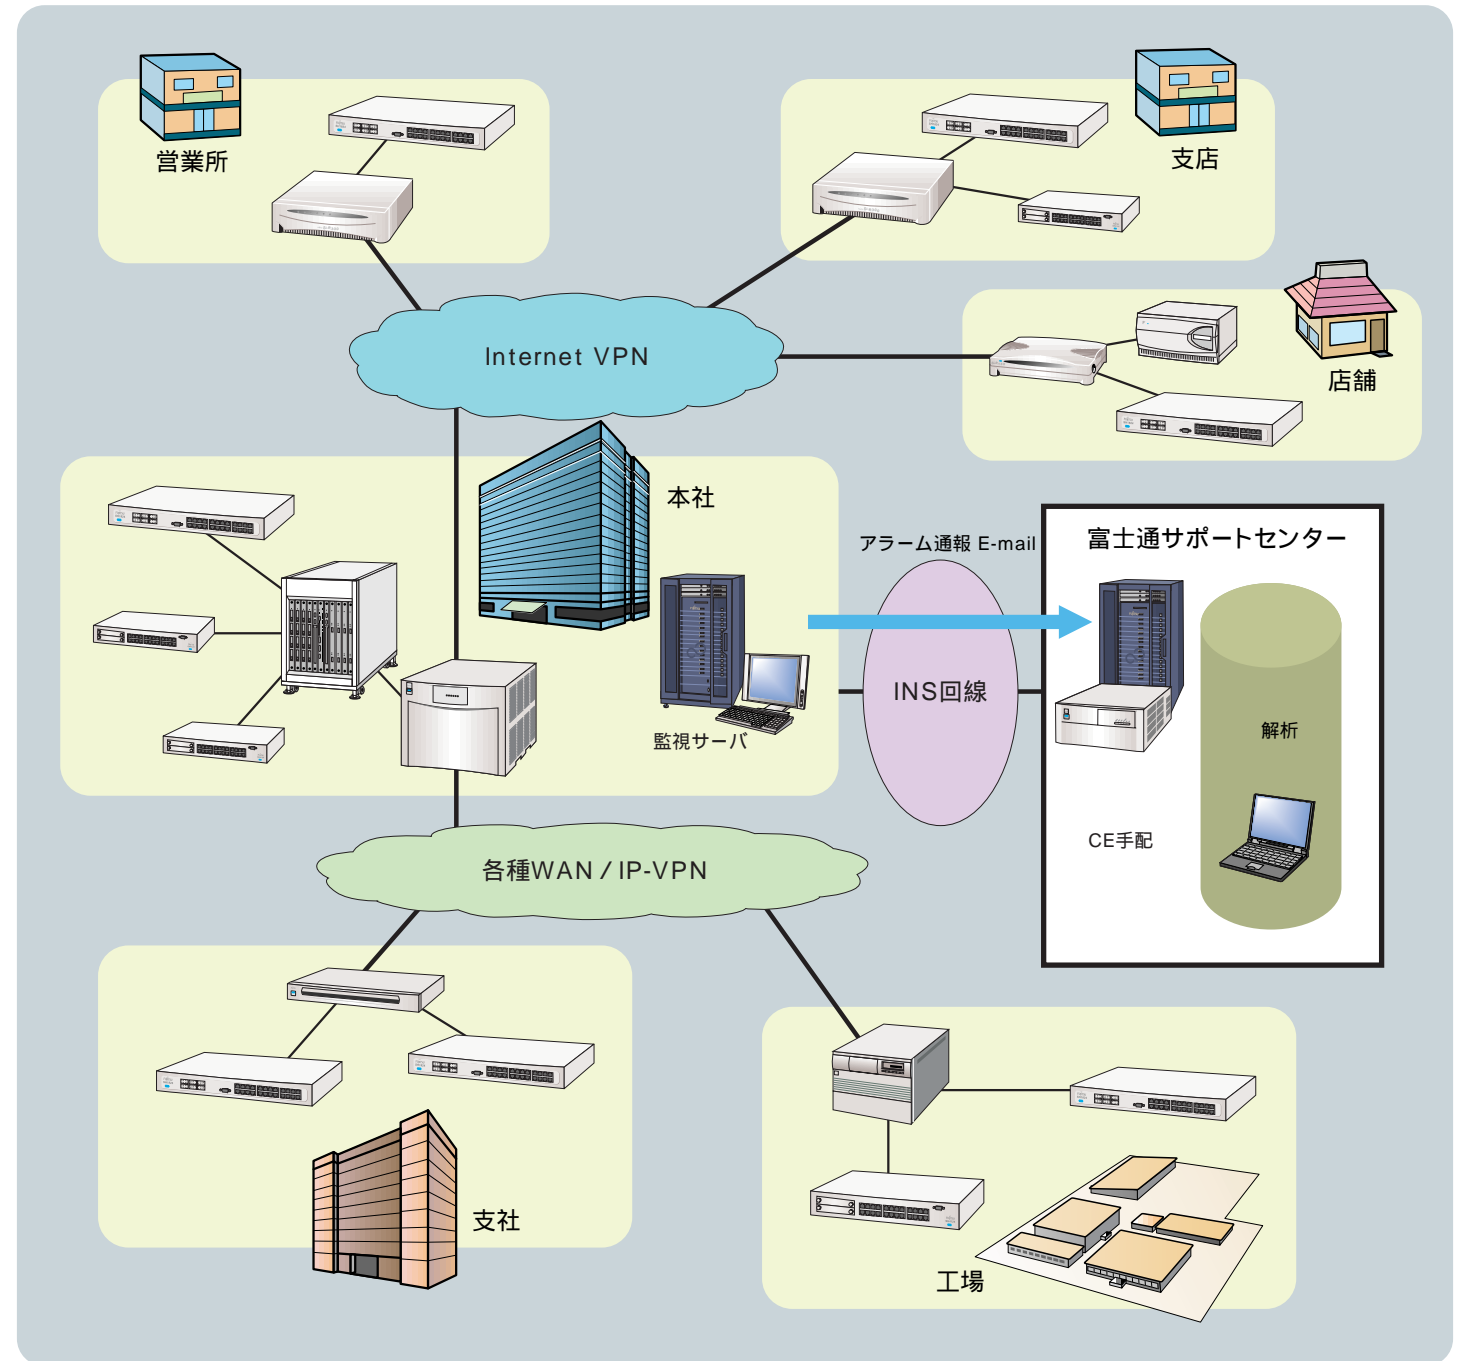 営業所
支店
Internet VPN
店舗
本社
アラーム通報 E-mail
富士通サポートセンター
INS回線
監視サーバ
解析
CE手配
各種WAN／IP-VPN
支社
工場